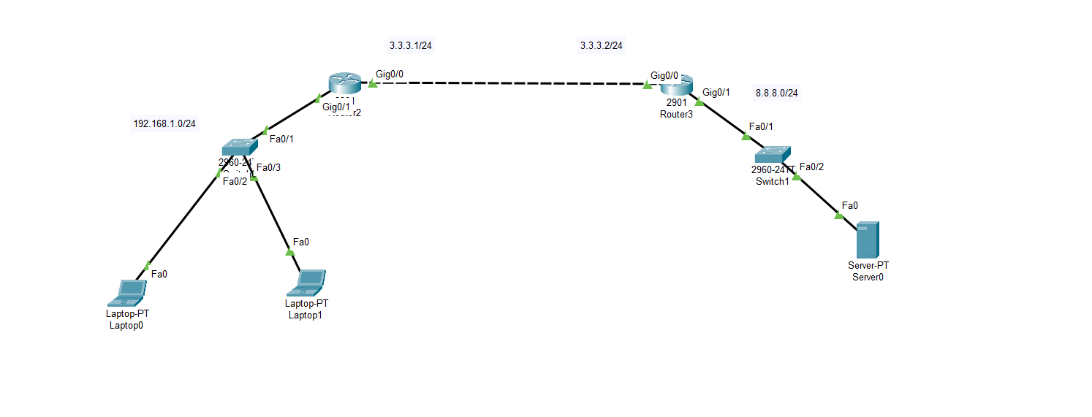 3.3.3.1/24
3.3.3.2/24
Gig0/0
Gig0/0
2901
Router3
Gig0/1
8.8.8.0/24
Gig0/1
192.168.1.0/24
Fa0/1
Fa0/1
Fa0/3
Fa0/2
Fa0/2
Switch1
Fa0
Fa0
Fa0
Server-PT
Server0
Laptop-PT
Laptop1
Laptop-PT
Laptop0